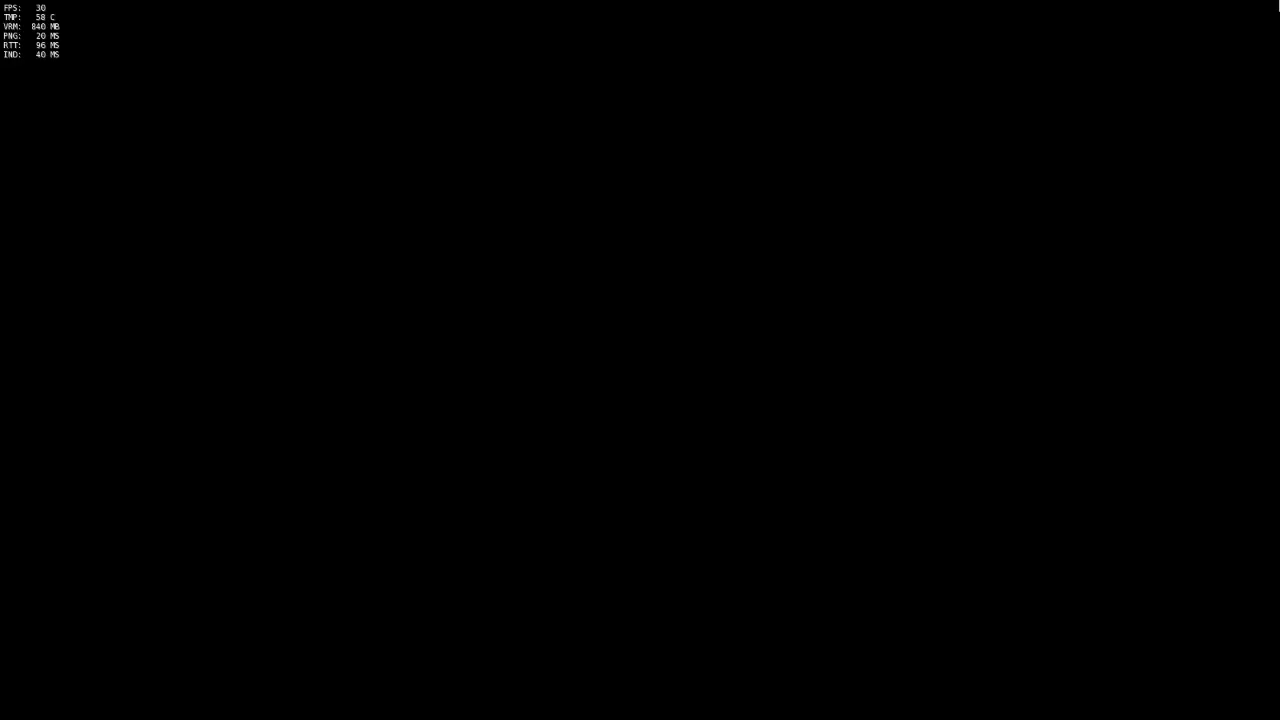 FPS: 30
TMP: 58 C
VRM: 840 MB
PNG: 20 MS
RTT: 96 MS
IND: 40 MS